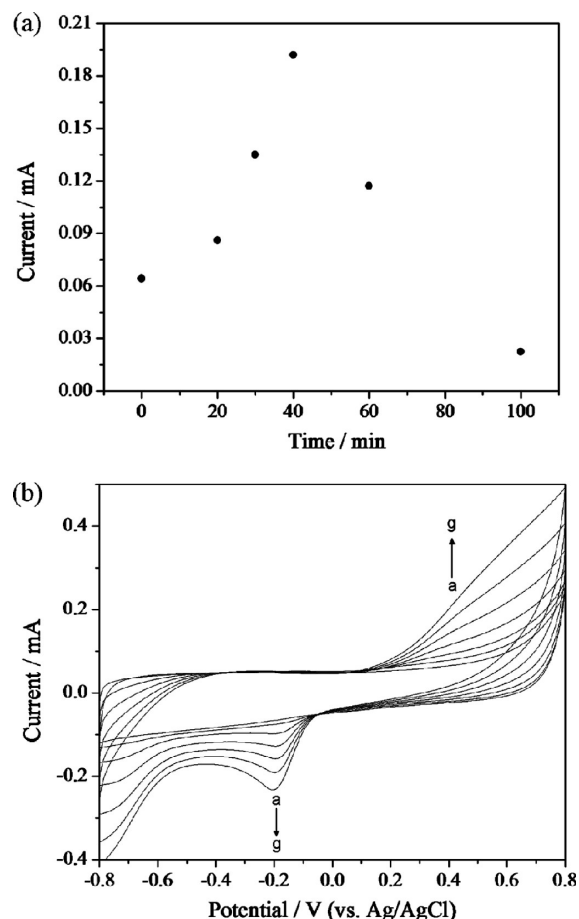 (a)
0.21
0.18
0.15
0.12
0.09
0.06
0.03
0.00
Current / mA
0 20 40 60 80 100
Time / min
(b)
0.4
0.2
0.0
-0.2
-0.4
Current / mA
g
a
a
g
-0.8 -0.6 -0.4 -0.2 0.0 0.2 0.4 0.6 0.8
Potential / V (vs. Ag/AgCl)